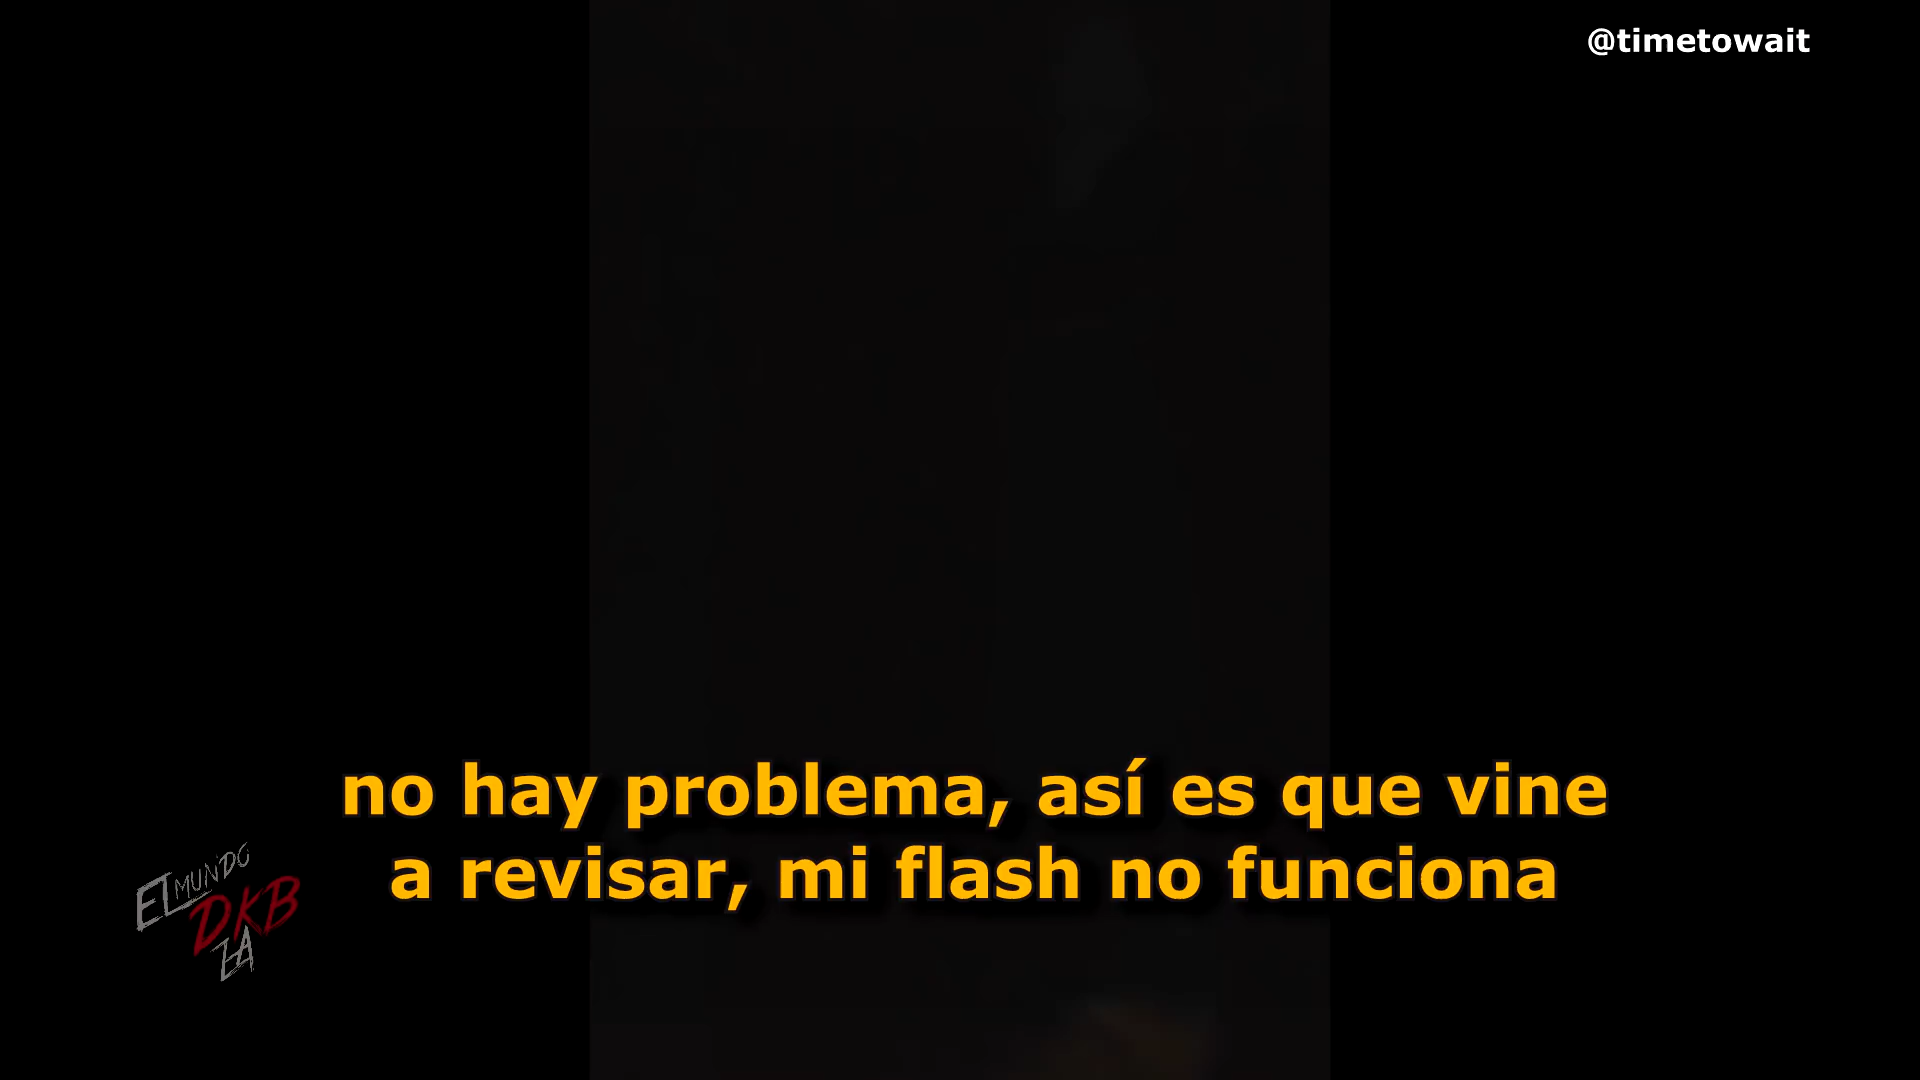 @timetowait
no hay problema, así es que vine
a revisar, mi flash no funciona
EL MUNDO
DKB
ZA